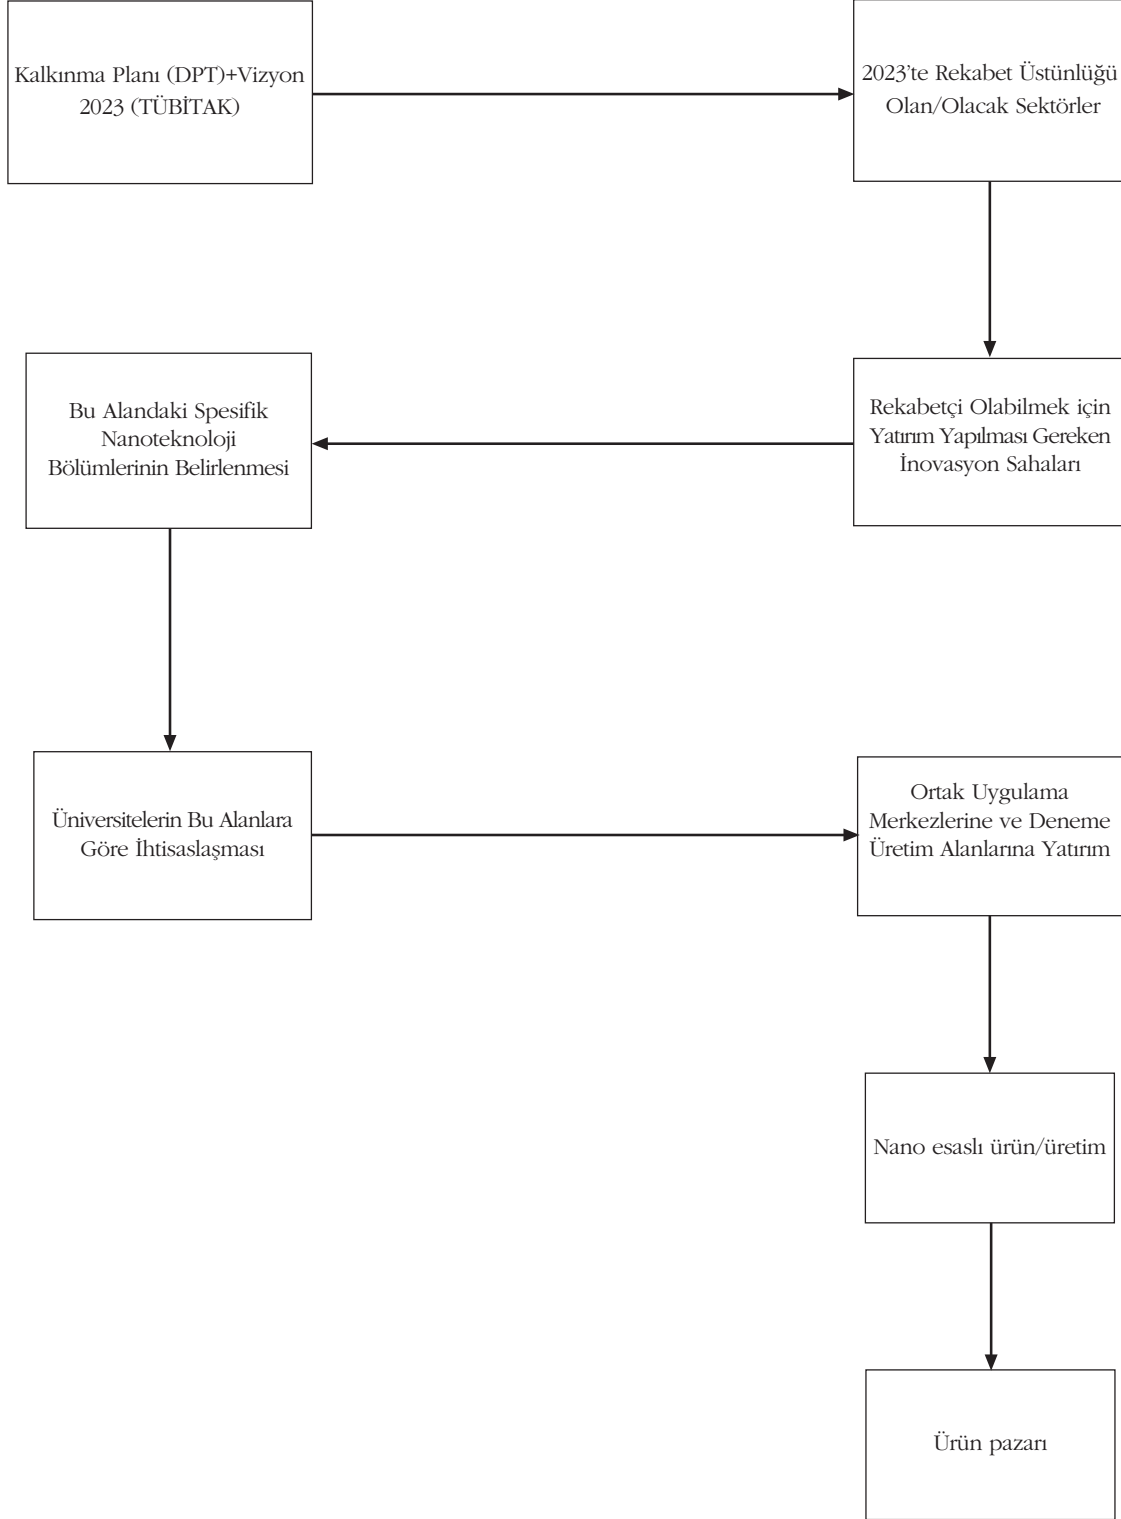 Kalkınma Planı (DPT)+Vizyon
2023 (TÜBİTAK)
2023’te Rekabet Üstünlüğü
Olan/Olacak Sektörler
Rekabetçi Olabilmek için
Yatırım Yapılması Gereken
İnovasyon Sahaları
Bu Alandaki Spesifik
Nanoteknoloji
Bölümlerinin Belirlenmesi
Üniversitelerin Bu Alanlara
Göre İhtisaslaşması
Ortak Uygulama
Merkezlerine ve Deneme
Üretim Alanlarına Yatırım
Nano esaslı ürün/üretim
Ürün pazarı